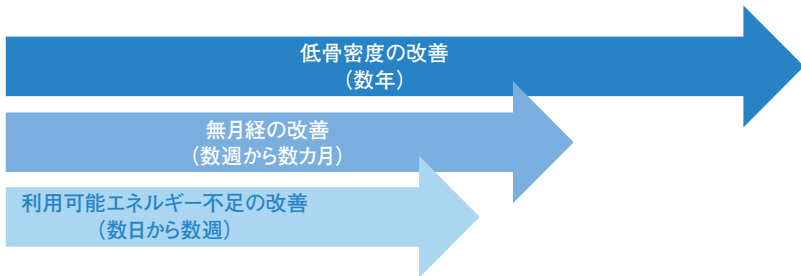 低骨密度の改善
(数年)
無月経の改善
(数週から数カ月)
利用可能エネルギー不足の改善
(数日から数週)